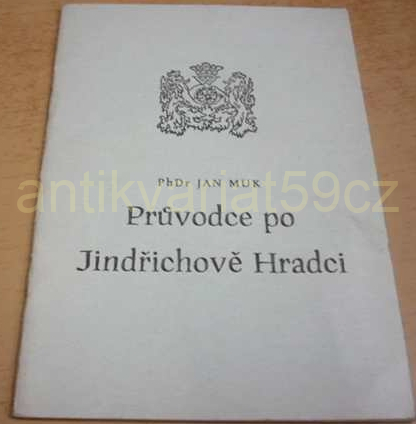 PhDr JAN MUK
antikvariat59cz
Průvodce po
Jindřichově Hradci